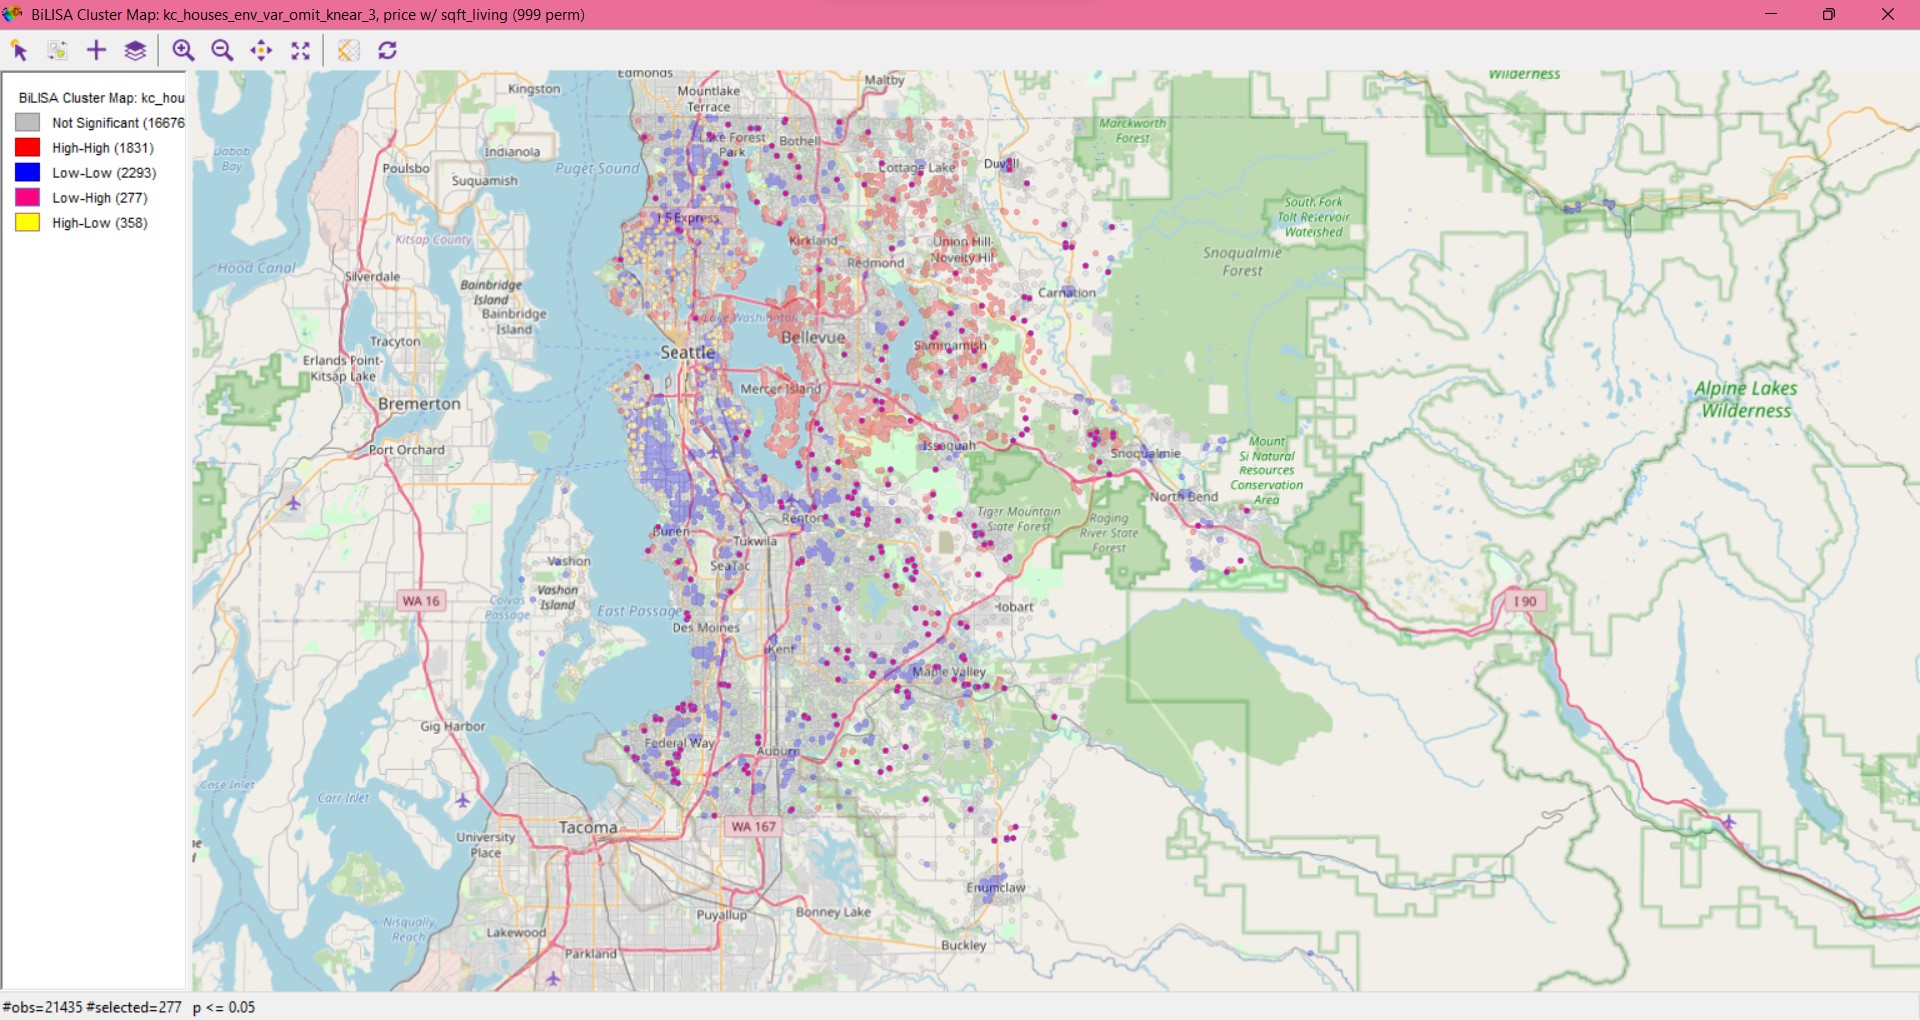 BiLISA Cluster Map: kc_houses_env_var_omit_knear_3, price w/ sqft_living (999 perm)
BiLISA Cluster Map: kc_hou
Not Significant (16676
High-High (1831)
Low-Low (2293)
Low-High (277)
High-Low (358)
Edmonds
Kingston
Mountlake
Terrace
Maltby
Wilderness
Dabob
Bay
Indianola
Poulsbo
Suquamish
Puget-Sound
Lake Forest
Park
Bothell
Cottage Lake
Duvall
Marckworth
Forest
South Fork
Tolt Reservoir
Watershed
I 5 Express
Kitsap County
Hood Canal
Silverdale
Bainbridge
Island
Bainbridge
Island
Kirkland
Redmond
Union Hill-
Novelty Hil
Carnation
Snoqualmie
Forest
Lake Washington
Bellevue
Seattle
Sammamish
Tracyton
Erlands Point-
Kitsap Lake
Bremerton
Mercer Island
Alpine Lakes
Wilderness
Port Orchard
Issaquah
Snoqualmie
Mount
Si Natural
Resources
Conservation
Area
North Bend
Tiger Mountain
State Forest
Raging
River State
Forest
Renton
Burien
Tukwila
SeaTac
Vashon
Vashon
Island
WA 16
Colvos
Passage
East Passage
Des Moines
Hobart
I 90
Kent
Maple Valley
Gig Harbor
Federal Way
Auburn
Case Inlet
Carr Inlet
WA 167
Tacoma
University
Place
Enumclaw
Nisqually
Reach
Puyallup
Bonney Lake
Lakewood
Parkland
Buckley
#obs=21435 #selected=277 p <= 0.05